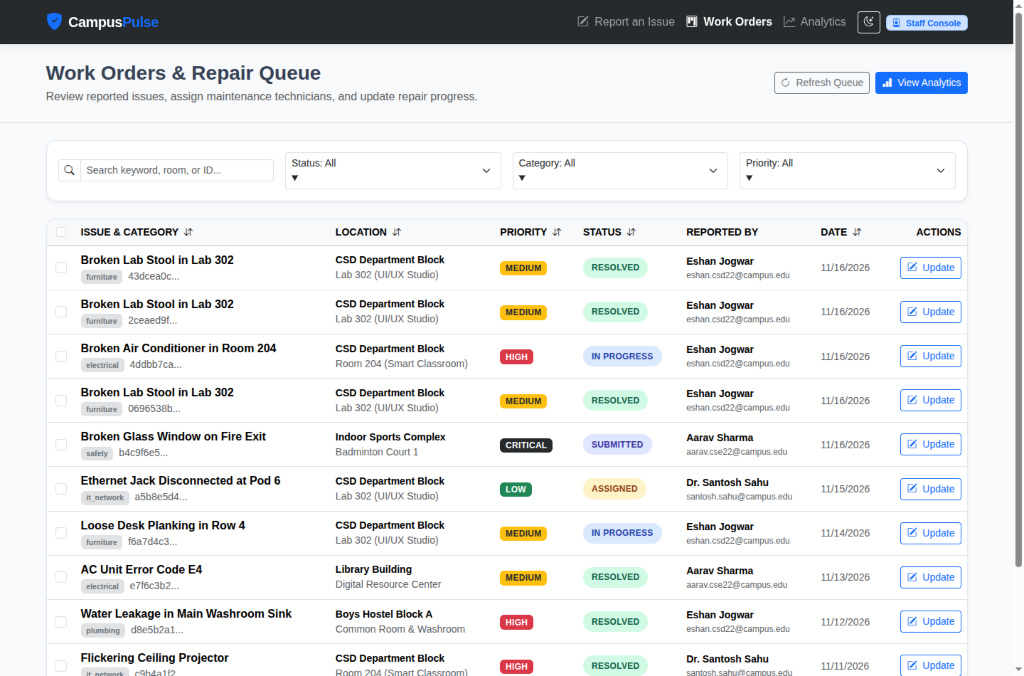 CampusPulse
Report an Issue
Work Orders
Analytics
Staff Console
Work Orders & Repair Queue
Review reported issues, assign maintenance technicians, and update repair progress.
Refresh Queue
View Analytics
Search keyword, room, or ID...
Status: All
Category: All
Priority: All
ISSUE & CATEGORY LOCATION PRIORITY STATUS REPORTED BY DATE ACTIONS
Broken Lab Stool in Lab 302
furniture 43dcea0c...
CSD Department Block
Lab 302 (UI/UX Studio)
MEDIUM
RESOLVED
Eshan Jogwar
eshan.csd22@campus.edu
11/16/2026
Update
Broken Lab Stool in Lab 302
furniture 2ceaed9f...
CSD Department Block
Lab 302 (UI/UX Studio)
MEDIUM
RESOLVED
Eshan Jogwar
eshan.csd22@campus.edu
11/16/2026
Update
Broken Air Conditioner in Room 204
electrical 4ddbb7ca...
CSD Department Block
Room 204 (Smart Classroom)
HIGH
IN PROGRESS
Eshan Jogwar
eshan.csd22@campus.edu
11/16/2026
Update
Broken Lab Stool in Lab 302
furniture 0696538b...
CSD Department Block
Lab 302 (UI/UX Studio)
MEDIUM
RESOLVED
Eshan Jogwar
eshan.csd22@campus.edu
11/16/2026
Update
Broken Glass Window on Fire Exit
safety b4c9f6e5...
Indoor Sports Complex
Badminton Court 1
CRITICAL
SUBMITTED
Aarav Sharma
aarav.cse22@campus.edu
11/16/2026
Update
Ethernet Jack Disconnected at Pod 6
it_network a5b8e5d4...
CSD Department Block
Lab 302 (UI/UX Studio)
LOW
ASSIGNED
Dr. Santosh Sahu
santosh.sahu@campus.edu
11/15/2026
Update
Loose Desk Planking in Row 4
furniture f6a7d4c3...
CSD Department Block
Lab 302 (UI/UX Studio)
MEDIUM
IN PROGRESS
Eshan Jogwar
eshan.csd22@campus.edu
11/14/2026
Update
AC Unit Error Code E4
electrical e7f6c3b2...
Library Building
Digital Resource Center
MEDIUM
RESOLVED
Aarav Sharma
aarav.cse22@campus.edu
11/13/2026
Update
Water Leakage in Main Washroom Sink
plumbing d8e5b2a1...
Boys Hostel Block A
Common Room & Washroom
HIGH
RESOLVED
Eshan Jogwar
eshan.csd22@campus.edu
11/12/2026
Update
Flickering Ceiling Projector
it_network c9b4a1f2...
CSD Department Block
Room 204 (Smart Classroom)
HIGH
RESOLVED
Dr. Santosh Sahu
santosh.sahu@campus.edu
11/11/2026
Update